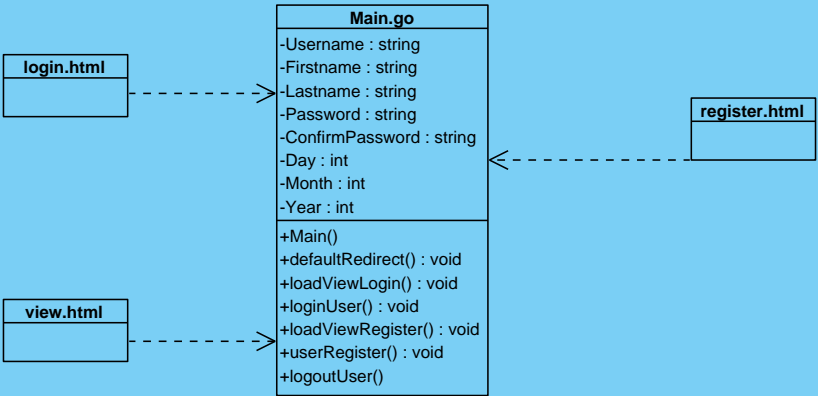 Main.go
-Username : string
-Firstname : string
-Lastname : string
-Password : string
-ConfirmPassword : string
-Day : int
-Month : int
-Year : int
+Main()
+defaultRedirect() : void
+loadViewLogin() : void
+loginUser() : void
+loadViewRegister() : void
+userRegister() : void
+logoutUser()
login.html
view.html
register.html